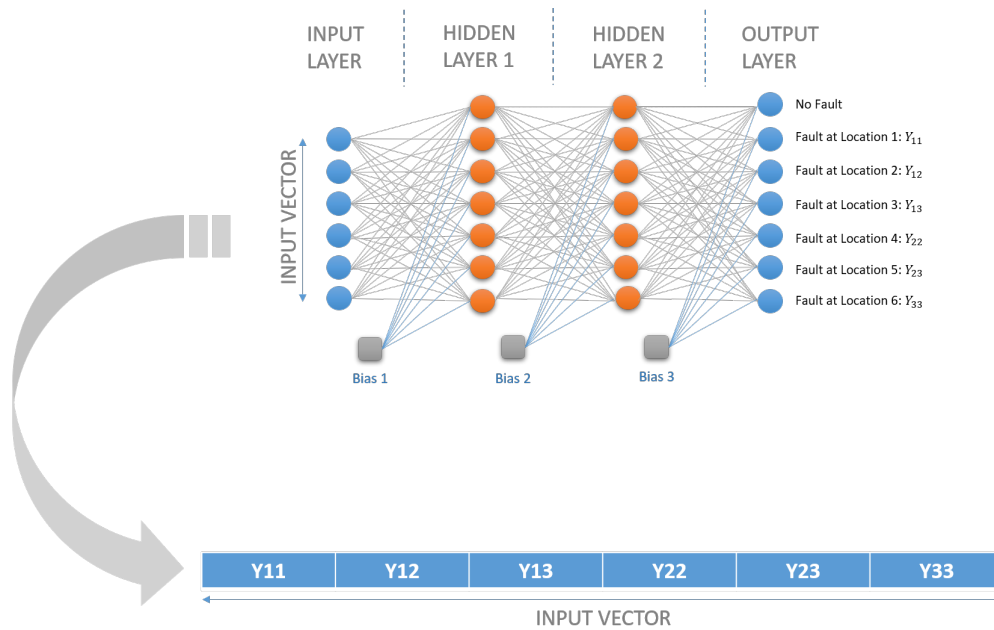 INPUT
LAYER
HIDDEN
LAYER 1
HIDDEN
LAYER 2
OUTPUT
LAYER
No Fault
Fault at Location 1: Y₁₁
Fault at Location 2: Y₁₂
Fault at Location 3: Y₁₃
Fault at Location 4: Y₂₂
Fault at Location 5: Y₂₃
Fault at Location 6: Y₃₃
INPUT VECTOR
Bias 1
Bias 2
Bias 3
Y11 Y12 Y13 Y22 Y23 Y33
INPUT VECTOR